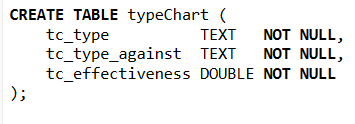 CREATE TABLE typeChart (
    tc_type          TEXT   NOT NULL,
    tc_type_against  TEXT   NOT NULL,
    tc_effectiveness DOUBLE NOT NULL
);